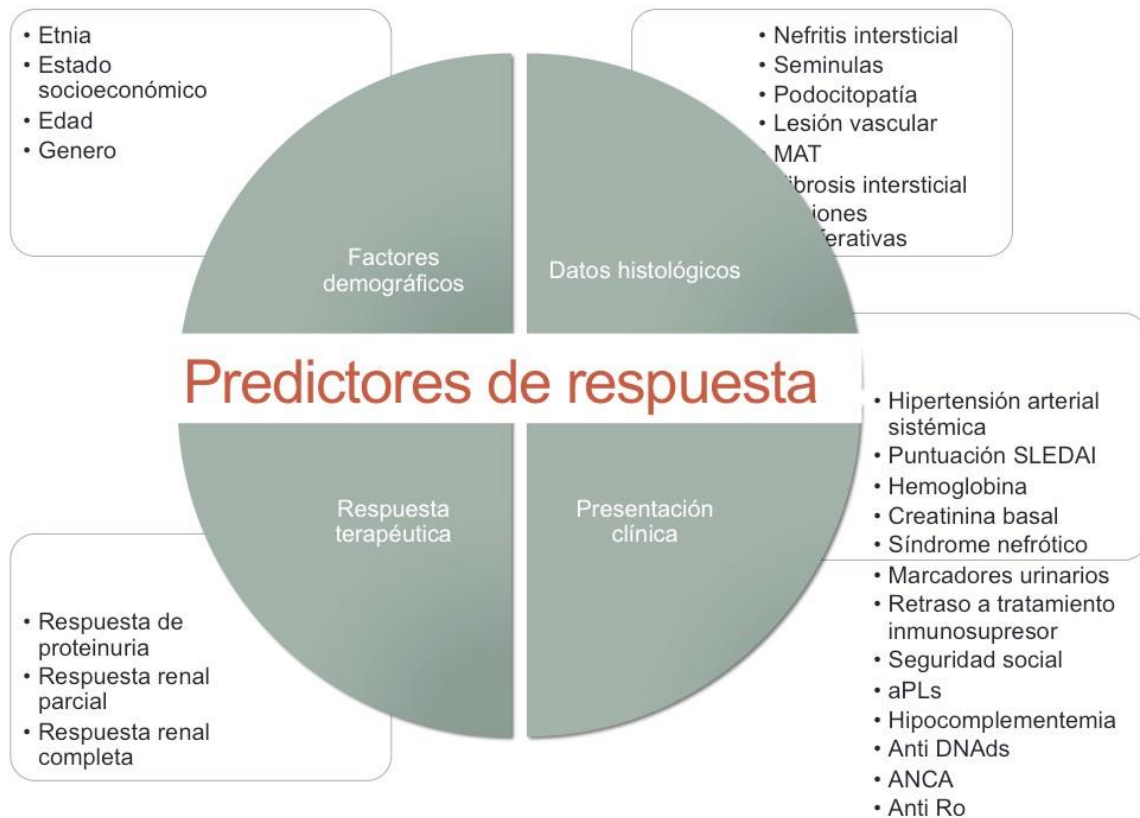 • Etnia
• Estado
socioeconómico
• Edad
• Genero
• Nefritis intersticial
• Seminulas
• Podocitopatía
• Lesión vascular
• MAT
intersticial
Factores
demográficos
Datos histológicos
Predictores de respuesta
Respuesta
terapéutica
Presentación
clínica
• Hipertensión arterial
sistémica
• Puntuación SLEDAI
• Hemoglobina
• Creatinina basal
• Síndrome nefrótico
• Marcadores urinarios
• Retraso a tratamiento
inmunosupresor
• Seguridad social
• aPLs
• Hipocomplementemia
• Anti DNAds
• ANCA
• Anti Ro
• Respuesta de
proteinuria
• Respuesta renal
parcial
• Respuesta renal
completa